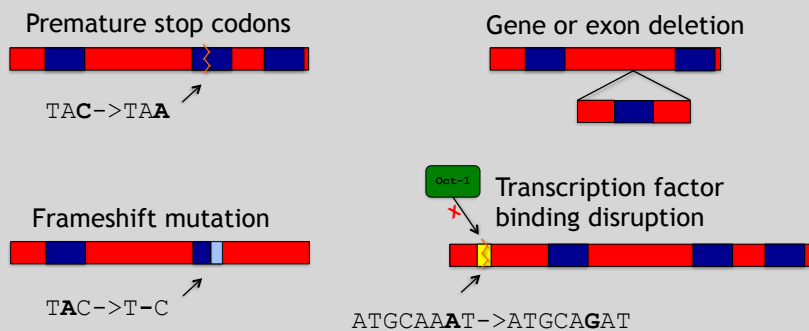 Premature stop codons
TAC->TAA
Gene or exon deletion
Frameshift mutation
TAC->T-C
Oct-1
x
Transcription factor
binding disruption
ATGCAAAT->ATGCAGAT